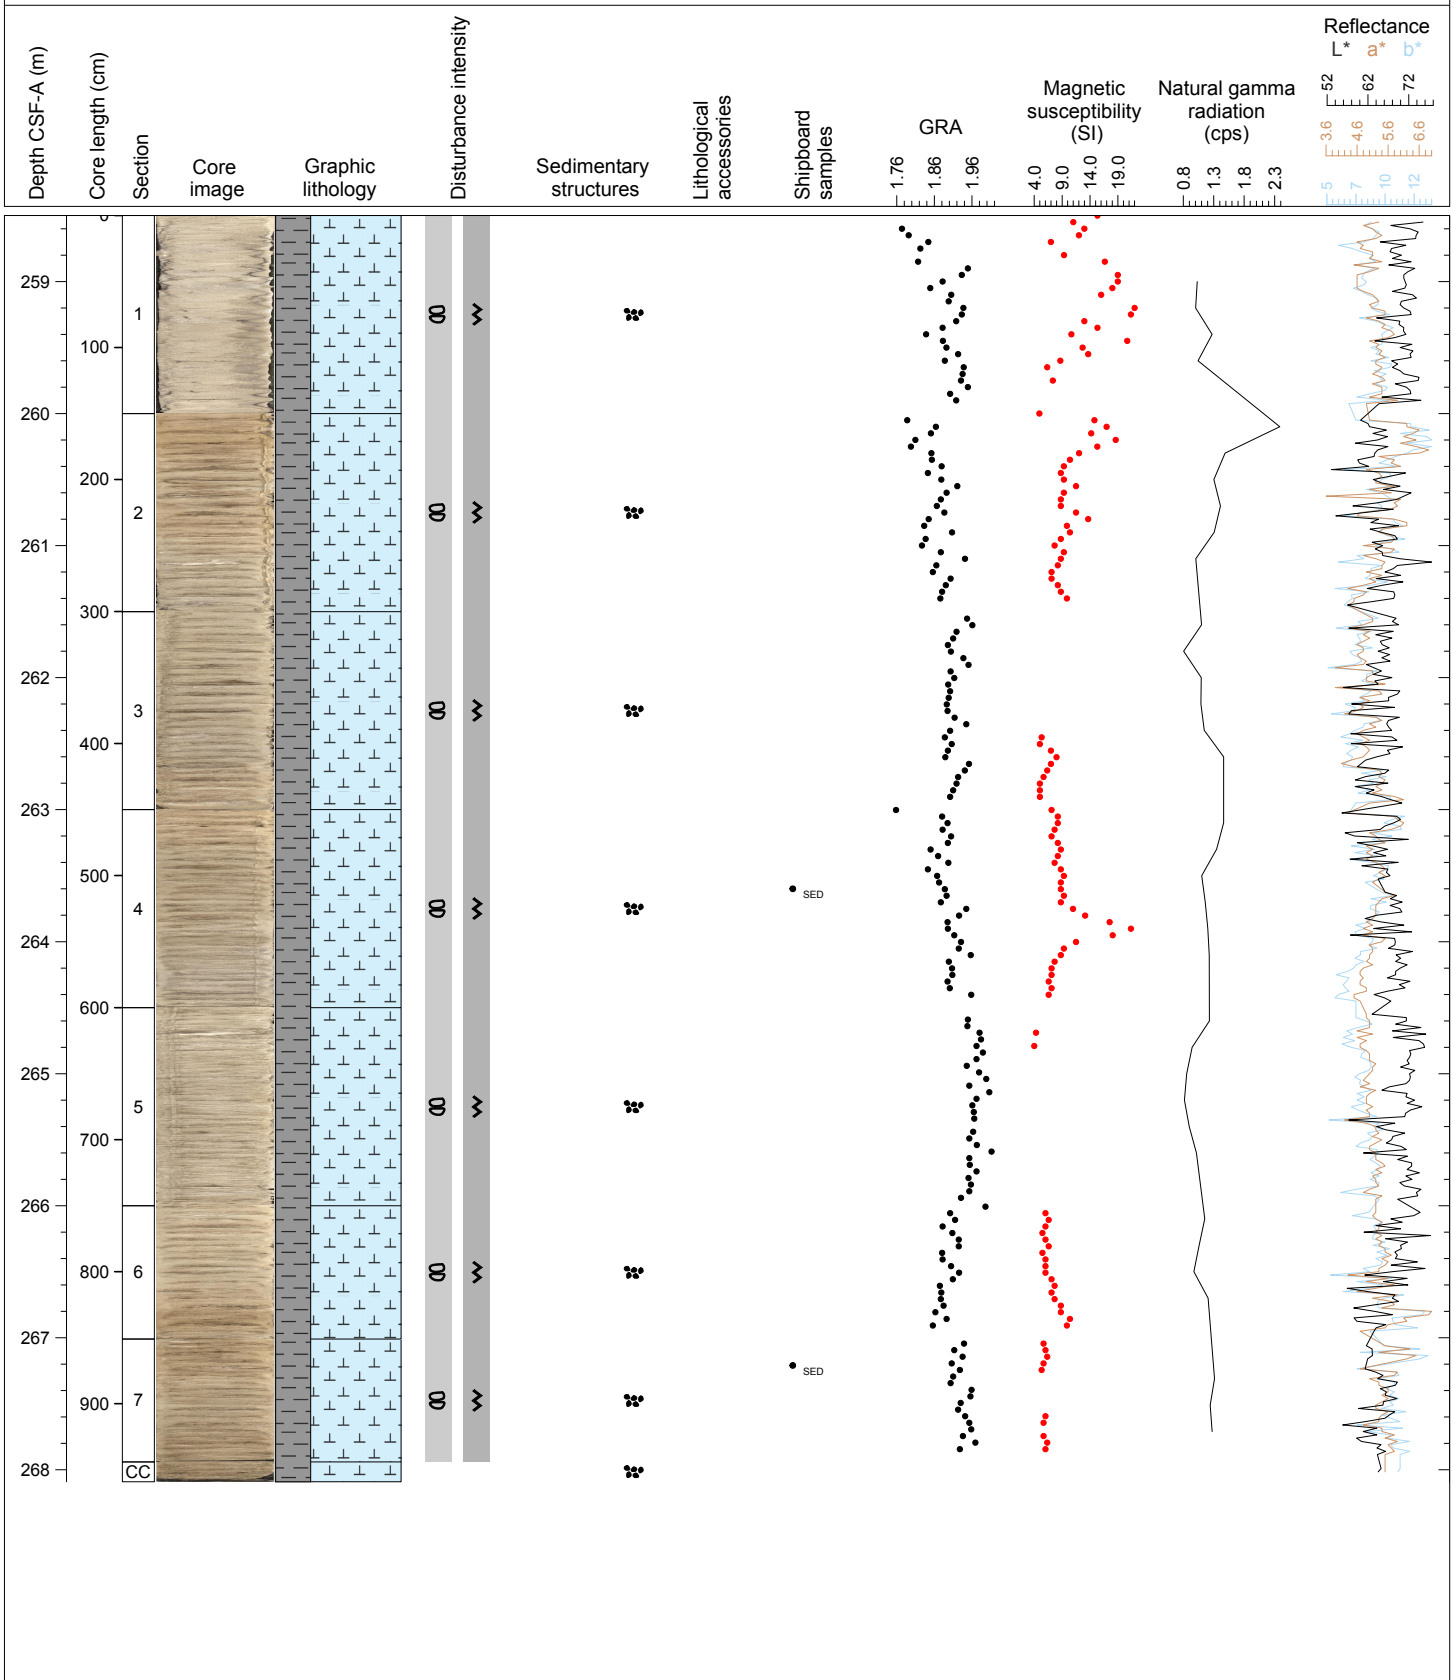 Depth CSF-A (m)
Core length (cm)
Section
Core
image
Graphic
lithology
Disturbance intensity
Sedimentary
structures
Lithological
accessories
Shipboard
samples
GRA
1.76
1.86
1.96
Magnetic
susceptibility
(SI)
4.0
9.0
14.0
19.0
Natural gamma
radiation
(cps)
0.8
1.3
1.8
2.3
Reflectance
L* a* b*
52
62
72
3.6
4.6
5.6
6.6
5
7
10
12
0
259
1
100
260
200
2
261
300
262
3
400
263
500
SED
4
264
600
265
5
700
266
800
6
267
SED
7
900
CC
268